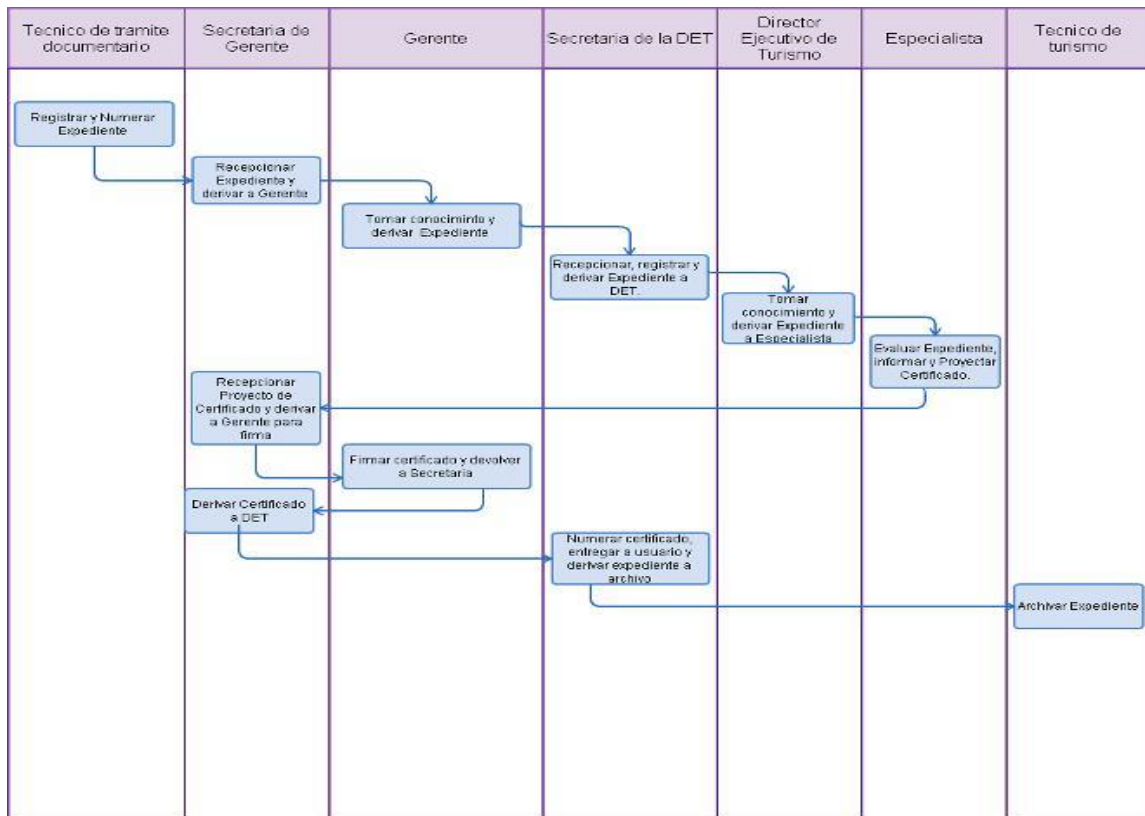 Tecnico de tramite
documentario
Secretaria de
Gerente
Gerente
Secretaria de la DET
Director
Ejecutivo de
Turismo
Especialista
Tecnico de
turismo
Registrar y Numerar
Expediente
Recepcionar
Expediente y
derivar a Gerente
Tomar conociminto y
derivar Expediente
Recepcionar, registrar y
derivar Expediente a
DET.
Tomar
conocimiento y
derivar Expediente
a Especialista
Evaluar Expediente,
informar y Proyectar
Certificado.
Recepcionar
Proyecto de
Certificado y derivar
a Gerente para
firma
Firmar certificado y devolver
a Secretaria
Derivar Certificado
a DET
Numerar certificado,
entregar a usuario y
derivar expediente a
archivo
Archivar Expediente